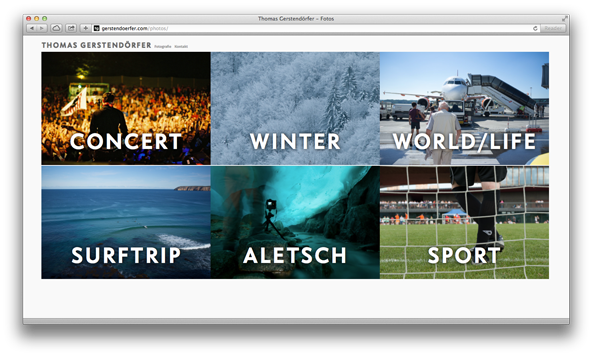 Thomas Gerstendörfer – Fotos
gerstendoerfer.com/photos/
Reader
THOMAS GERSTENDÖRFER Fotografie Kontakt
CONCERT
WINTER
WORLD/LIFE
SURFTRIP
ALETSCH
SPORT